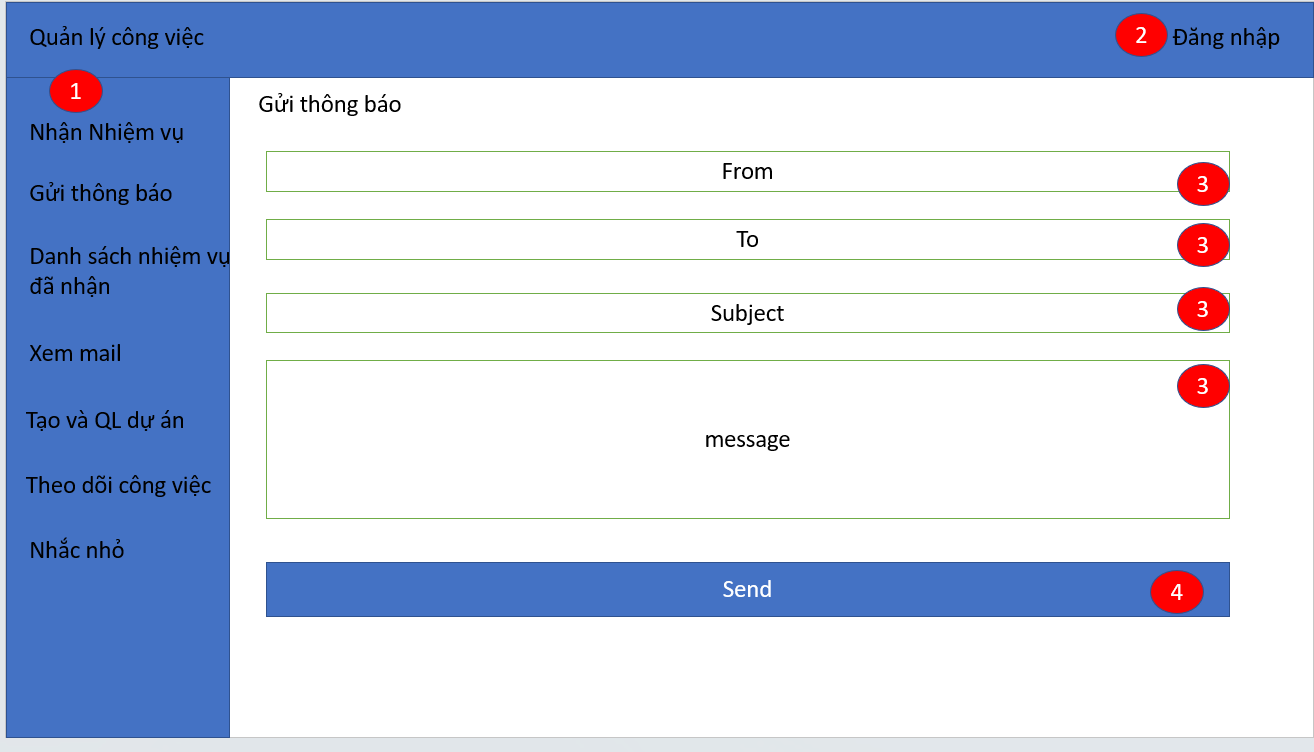 Quản lý công việc
2 Đăng nhập
1
Nhận Nhiệm vụ
Gửi thông báo
Danh sách nhiệm vụ
đã nhận
Xem mail
Tạo và QL dự án
Theo dõi công việc
Nhắc nhỏ
Gửi thông báo
From
3
To
3
Subject
3
3
message
Send
4